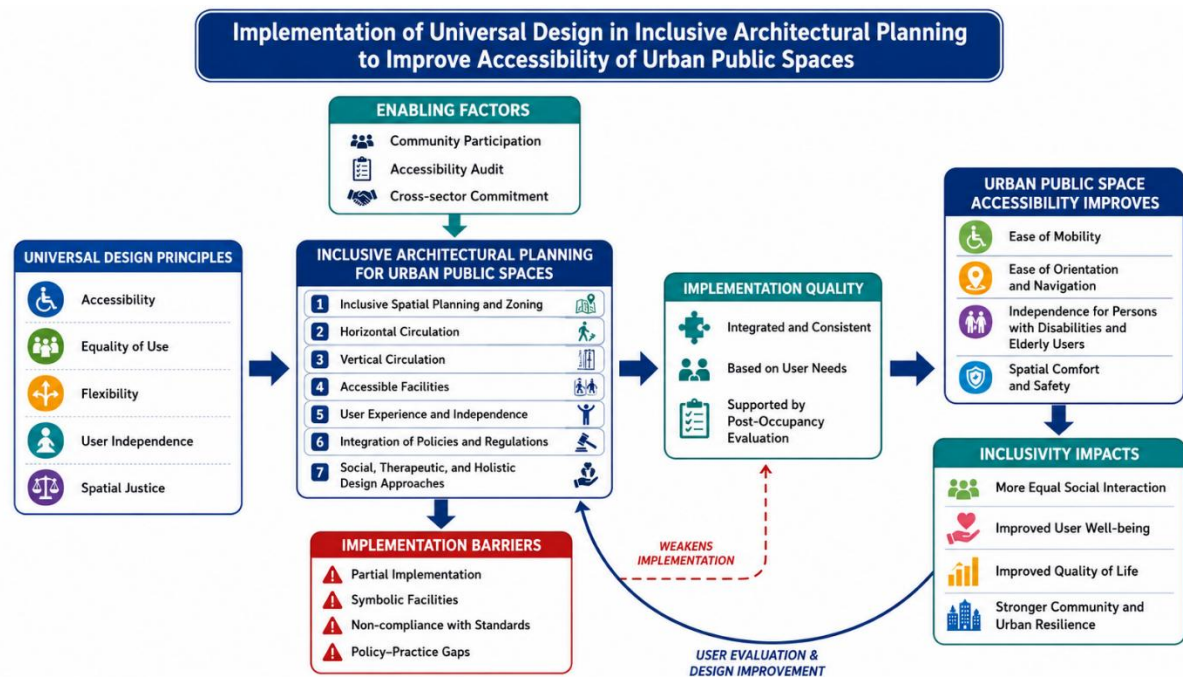 Implementation of Universal Design in Inclusive Architectural Planning
to Improve Accessibility of Urban Public Spaces
ENABLING FACTORS
Community Participation
Accessibility Audit
Cross-sector Commitment
UNIVERSAL DESIGN PRINCIPLES
Accessibility
Equality of Use
Flexibility
User Independence
Spatial Justice
INCLUSIVE ARCHITECTURAL PLANNING
FOR URBAN PUBLIC SPACES
1 Inclusive Spatial Planning and Zoning
2 Horizontal Circulation
3 Vertical Circulation
4 Accessible Facilities
5 User Experience and Independence
6 Integration of Policies and Regulations
7 Social, Therapeutic, and Holistic
Design Approaches
IMPLEMENTATION BARRIERS
Partial Implementation
Symbolic Facilities
Non-compliance with Standards
Policy–Practice Gaps
WEAKENS
IMPLEMENTATION
IMPLEMENTATION QUALITY
Integrated and Consistent
Based on User Needs
Supported by
Post-Occupancy
Evaluation
URBAN PUBLIC SPACE
ACCESSIBILITY IMPROVES
Ease of Mobility
Ease of Orientation
and Navigation
Independence for Persons
with Disabilities and
Elderly Users
Spatial Comfort
and Safety
INCLUSIVITY IMPACTS
More Equal Social Interaction
Improved User Well-being
Improved Quality of Life
Stronger Community and
Urban Resilience
USER EVALUATION &
DESIGN IMPROVEMENT